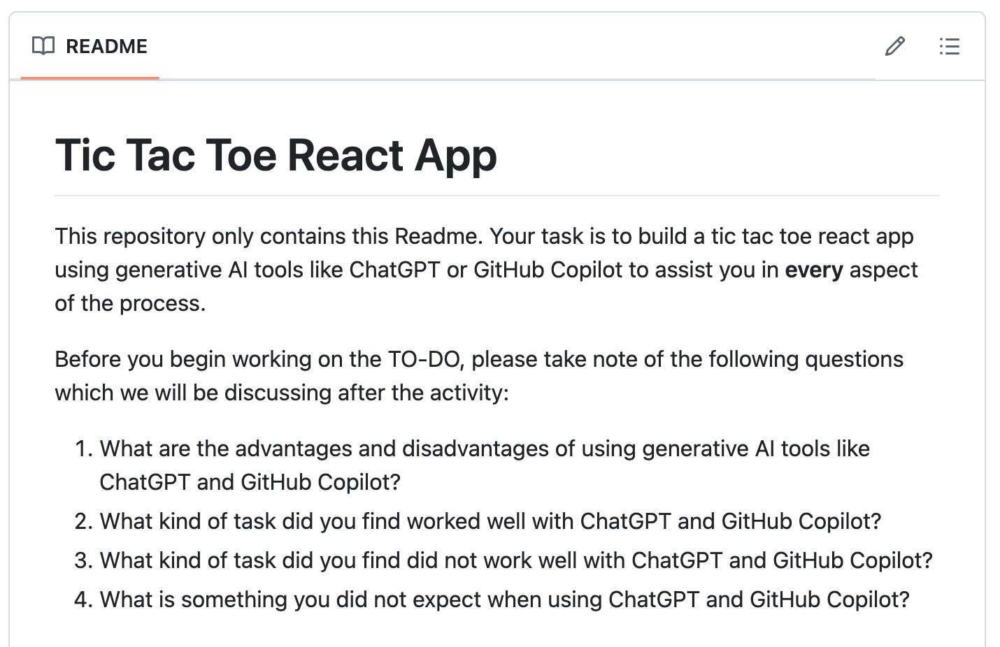 README
Tic Tac Toe React App
This repository only contains this Readme. Your task is to build a tic tac toe react app
using generative AI tools like ChatGPT or GitHub Copilot to assist you in every aspect
of the process.
Before you begin working on the TO-DO, please take note of the following questions
which we will be discussing after the activity:
1. What are the advantages and disadvantages of using generative AI tools like
ChatGPT and GitHub Copilot?
2. What kind of task did you find worked well with ChatGPT and GitHub Copilot?
3. What kind of task did you find did not work well with ChatGPT and GitHub Copilot?
4. What is something you did not expect when using ChatGPT and GitHub Copilot?